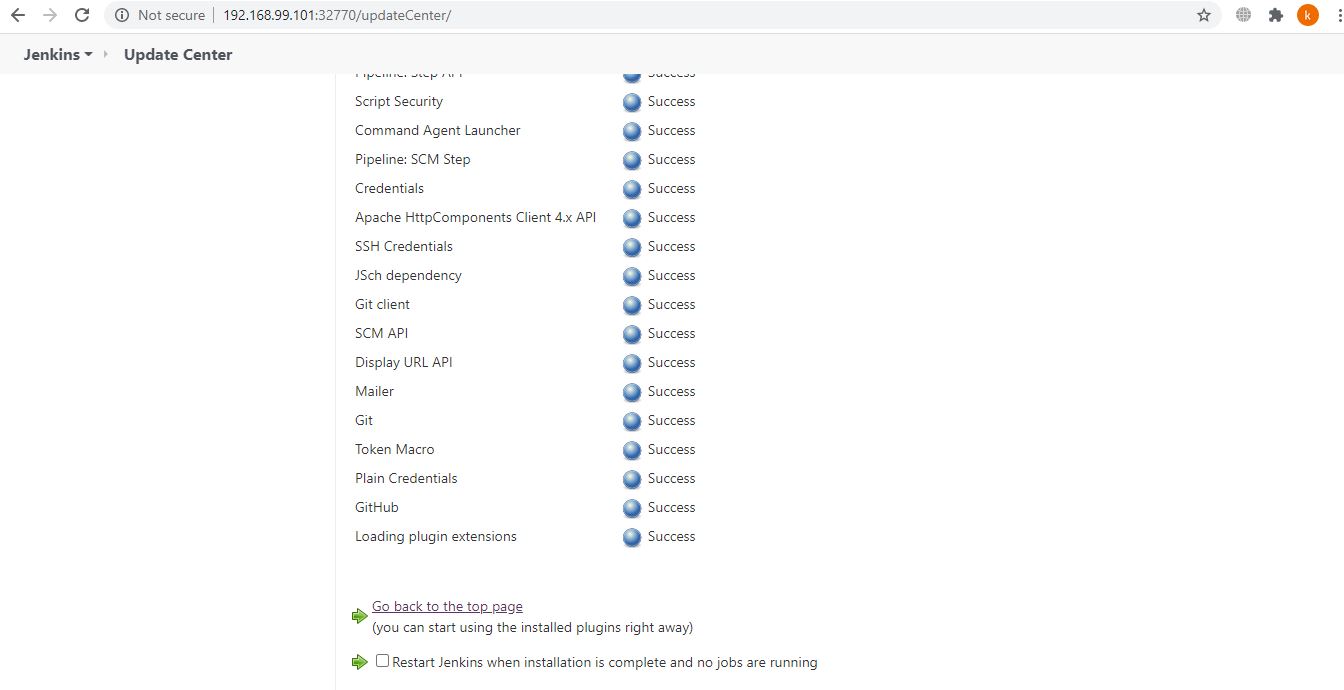 Not secure | 192.168.99.101:32770/updateCenter/
k
Jenkins Update Center
Pipeline: Step API Success
Script Security Success
Command Agent Launcher Success
Pipeline: SCM Step Success
Credentials Success
Apache HttpComponents Client 4.x API Success
SSH Credentials Success
JSch dependency Success
Git client Success
SCM API Success
Display URL API Success
Mailer Success
Git Success
Token Macro Success
Plain Credentials Success
GitHub Success
Loading plugin extensions Success
Go back to the top page
(you can start using the installed plugins right away)
Restart Jenkins when installation is complete and no jobs are running